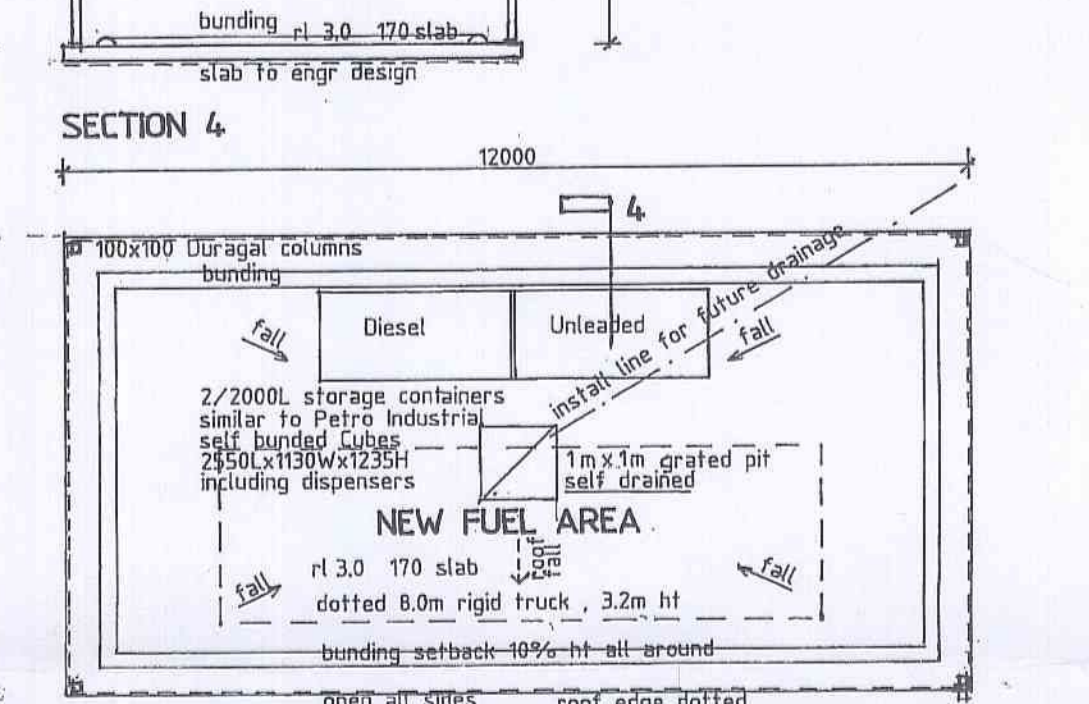 bunding rl 3,0 170 slab
slab to engr design
SECTION 4
12000
4
100x100 Duragal columns
bunding
fall
Diesel
Unleaded
fall
install line for future drainage
2/2000L storage containers
similar to Petro Industrial
self bunded Cubes
2550Lx1130Wx1235H
including dispensers
1m x 1m grated pit
self drained
NEW FUEL AREA
roof
fall
rl 3,0 170 slab
fall
fall
dotted 8.0m rigid truck , 3.2m ht
bunding setback 10% ht all around
open all sides roof edge dotted